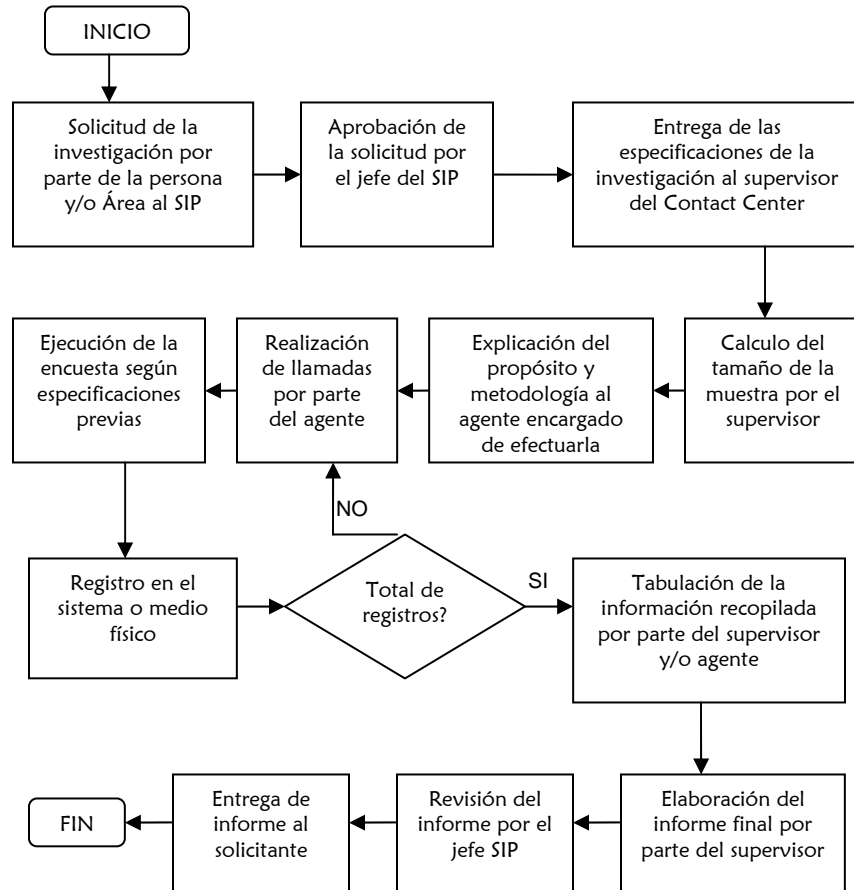 INICIO
Solicitud de la
investigación por
parte de la persona
y/o Área al SIP
Aprobación de
la solicitud por
el jefe del SIP
Entrega de las
especificaciones de la
investigación al supervisor
del Contact Center
Calculo del
tamaño de la
muestra por el
supervisor
Explicación del
propósito y
metodología al
agente encargado
de efectuarla
Realización
de llamadas
por parte
del agente
Ejecución de la
encuesta según
especificaciones
previas
Registro en el
sistema o medio
físico
Total de
registros?
NO
SI
Tabulación de la
información recopilada
por parte del supervisor
y/o agente
Elaboración del
informe final por
parte del supervisor
Revisión del
informe por el
jefe SIP
Entrega de
informe al
solicitante
FIN